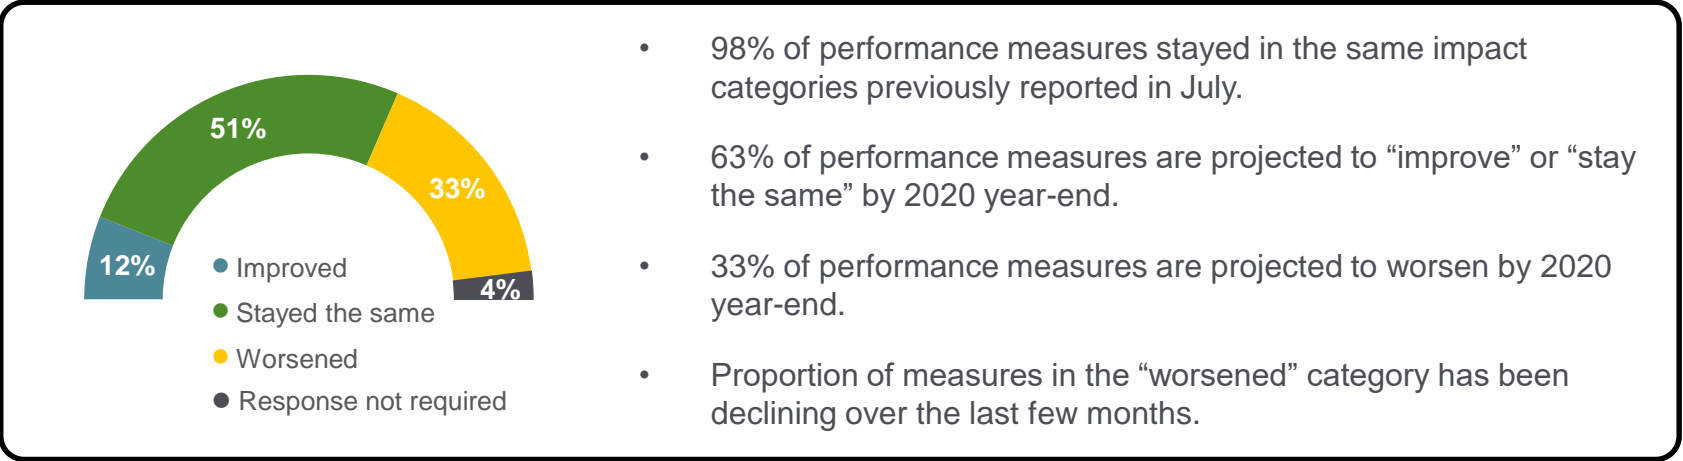 51%
33%
12%
4%
● Improved
● Stayed the same
● Worsened
● Response not required
• 98% of performance measures stayed in the same impact
categories previously reported in July.
• 63% of performance measures are projected to “improve” or “stay
the same” by 2020 year-end.
• 33% of performance measures are projected to worsen by 2020
year-end.
• Proportion of measures in the “worsened” category has been
declining over the last few months.